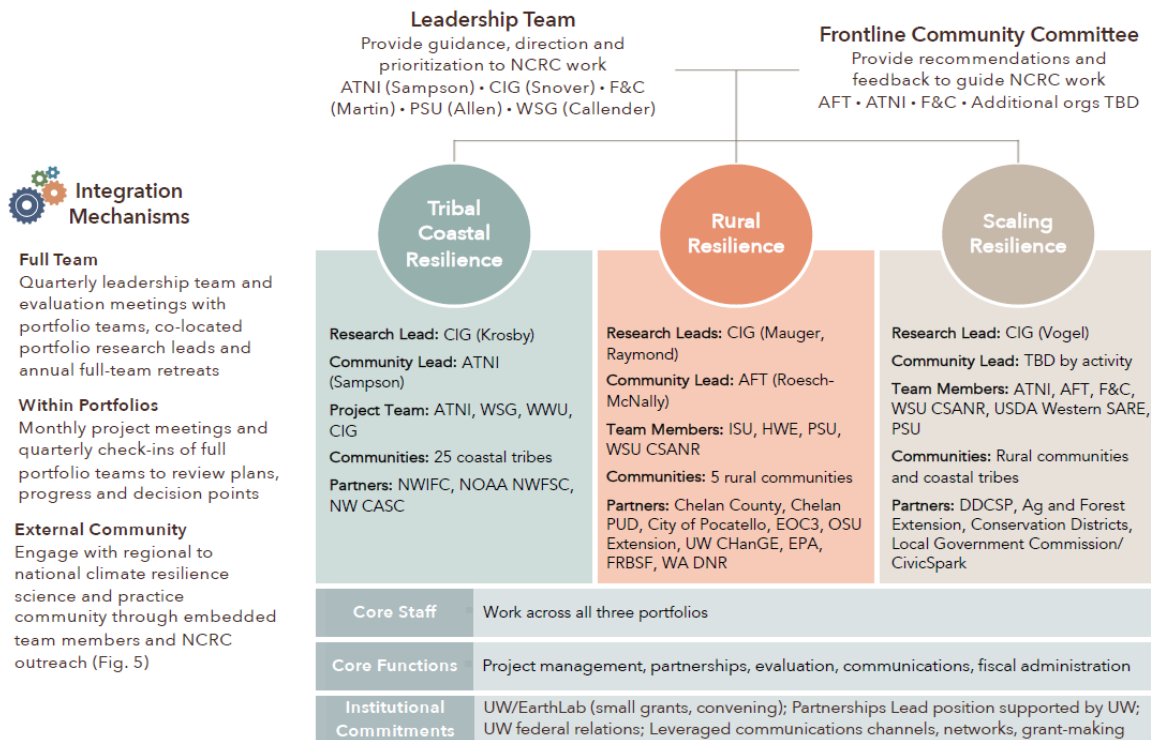 Leadership Team
Provide guidance, direction and
prioritization to NCRC work
ATNI (Sampson) • CIG (Snover) • F&C
(Martin) • PSU (Allen) • WSG (Callender)
Frontline Community Committee
Provide recommendations and
feedback to guide NCRC work
AFT • ATNI • F&C • Additional orgs TBD
Integration
Mechanisms
Full Team
Quarterly leadership team and
evaluation meetings with
portfolio teams, co-located
portfolio research leads and
annual full-team retreats
Within Portfolios
Monthly project meetings and
quarterly check-ins of full
portfolio teams to review plans,
progress and decision points
External Community
Engage with regional to
national climate resilience
science and practice
community through embedded
team members and NCRC
outreach (Fig. 5)
Tribal
Coastal
Resilience
Research Lead: CIG (Krosby)
Community Lead: ATNI
(Sampson)
Project Team: ATNI, WSG, WWU,
CIG
Communities: 25 coastal tribes
Partners: NWIFC, NOAA NWFSC,
NW CASC
Rural
Resilience
Research Leads: CIG (Mauger,
Raymond)
Community Lead: AFT (Roesch-
McNally)
Team Members: ISU, HWE, PSU,
WSU CSANR
Communities: 5 rural communities
Partners: Chelan County, Chelan
PUD, City of Pocatello, EOC3, OSU
Extension, UW CHanGE, EPA,
FRBSF, WA DNR
Scaling
Resilience
Research Lead: CIG (Vogel)
Community Lead: TBD by activity
Team Members: ATNI, AFT, F&C,
WSU CSANR, USDA Western SARE,
PSU
Communities: Rural communities
and coastal tribes
Partners: DDCSP, Ag and Forest
Extension, Conservation Districts,
Local Government Commission/
CivicSpark
Core Staff
Work across all three portfolios
Core Functions
Project management, partnerships, evaluation, communications, fiscal administration
Institutional
Commitments
UW/EarthLab (small grants, convening); Partnerships Lead position supported by UW;
UW federal relations; Leveraged communications channels, networks, grant-making